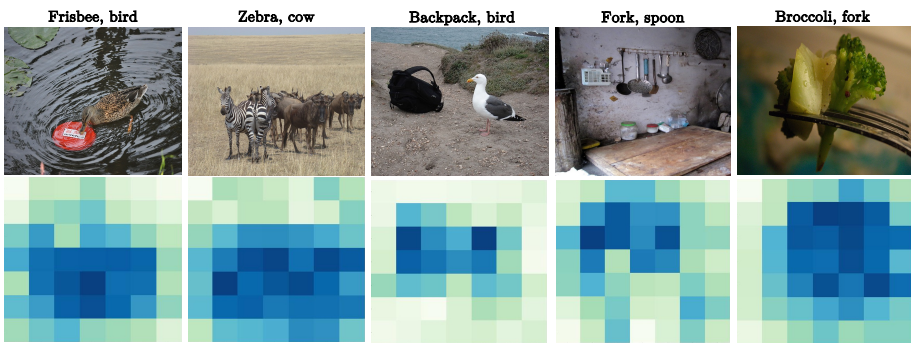 Frisbee, bird
Zebra, cow
Backpack, bird
Fork, spoon
Broccoli, fork